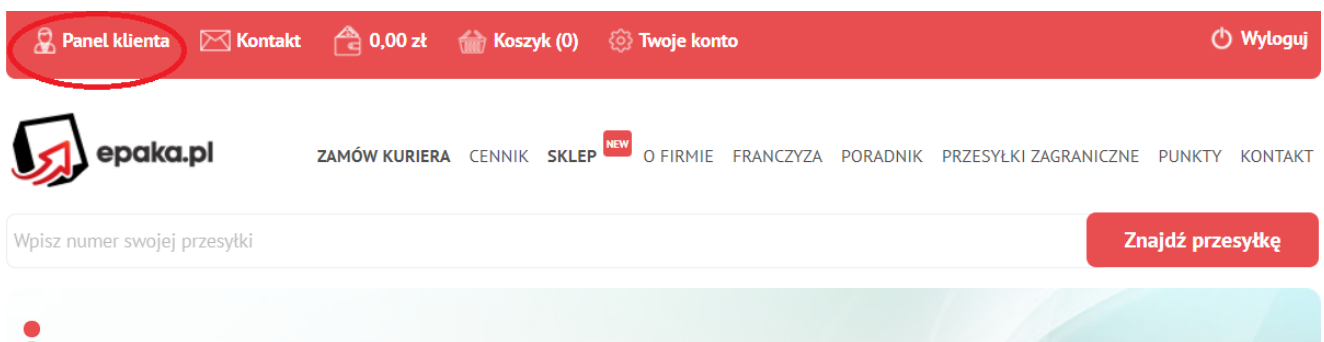 Panel klienta Kontakt 0,00 zł Koszyk (0) Twoje konto Wyloguj
epaka.pl ZAMÓW KURIERA CENNIK SKLEP NEW O FIRMIE FRANCZYZA PORADNIK PRZESYŁKI ZAGRANICZNE PUNKTY KONTAKT
Wpisz numer swojej przesyłki Znajdź przesyłkę